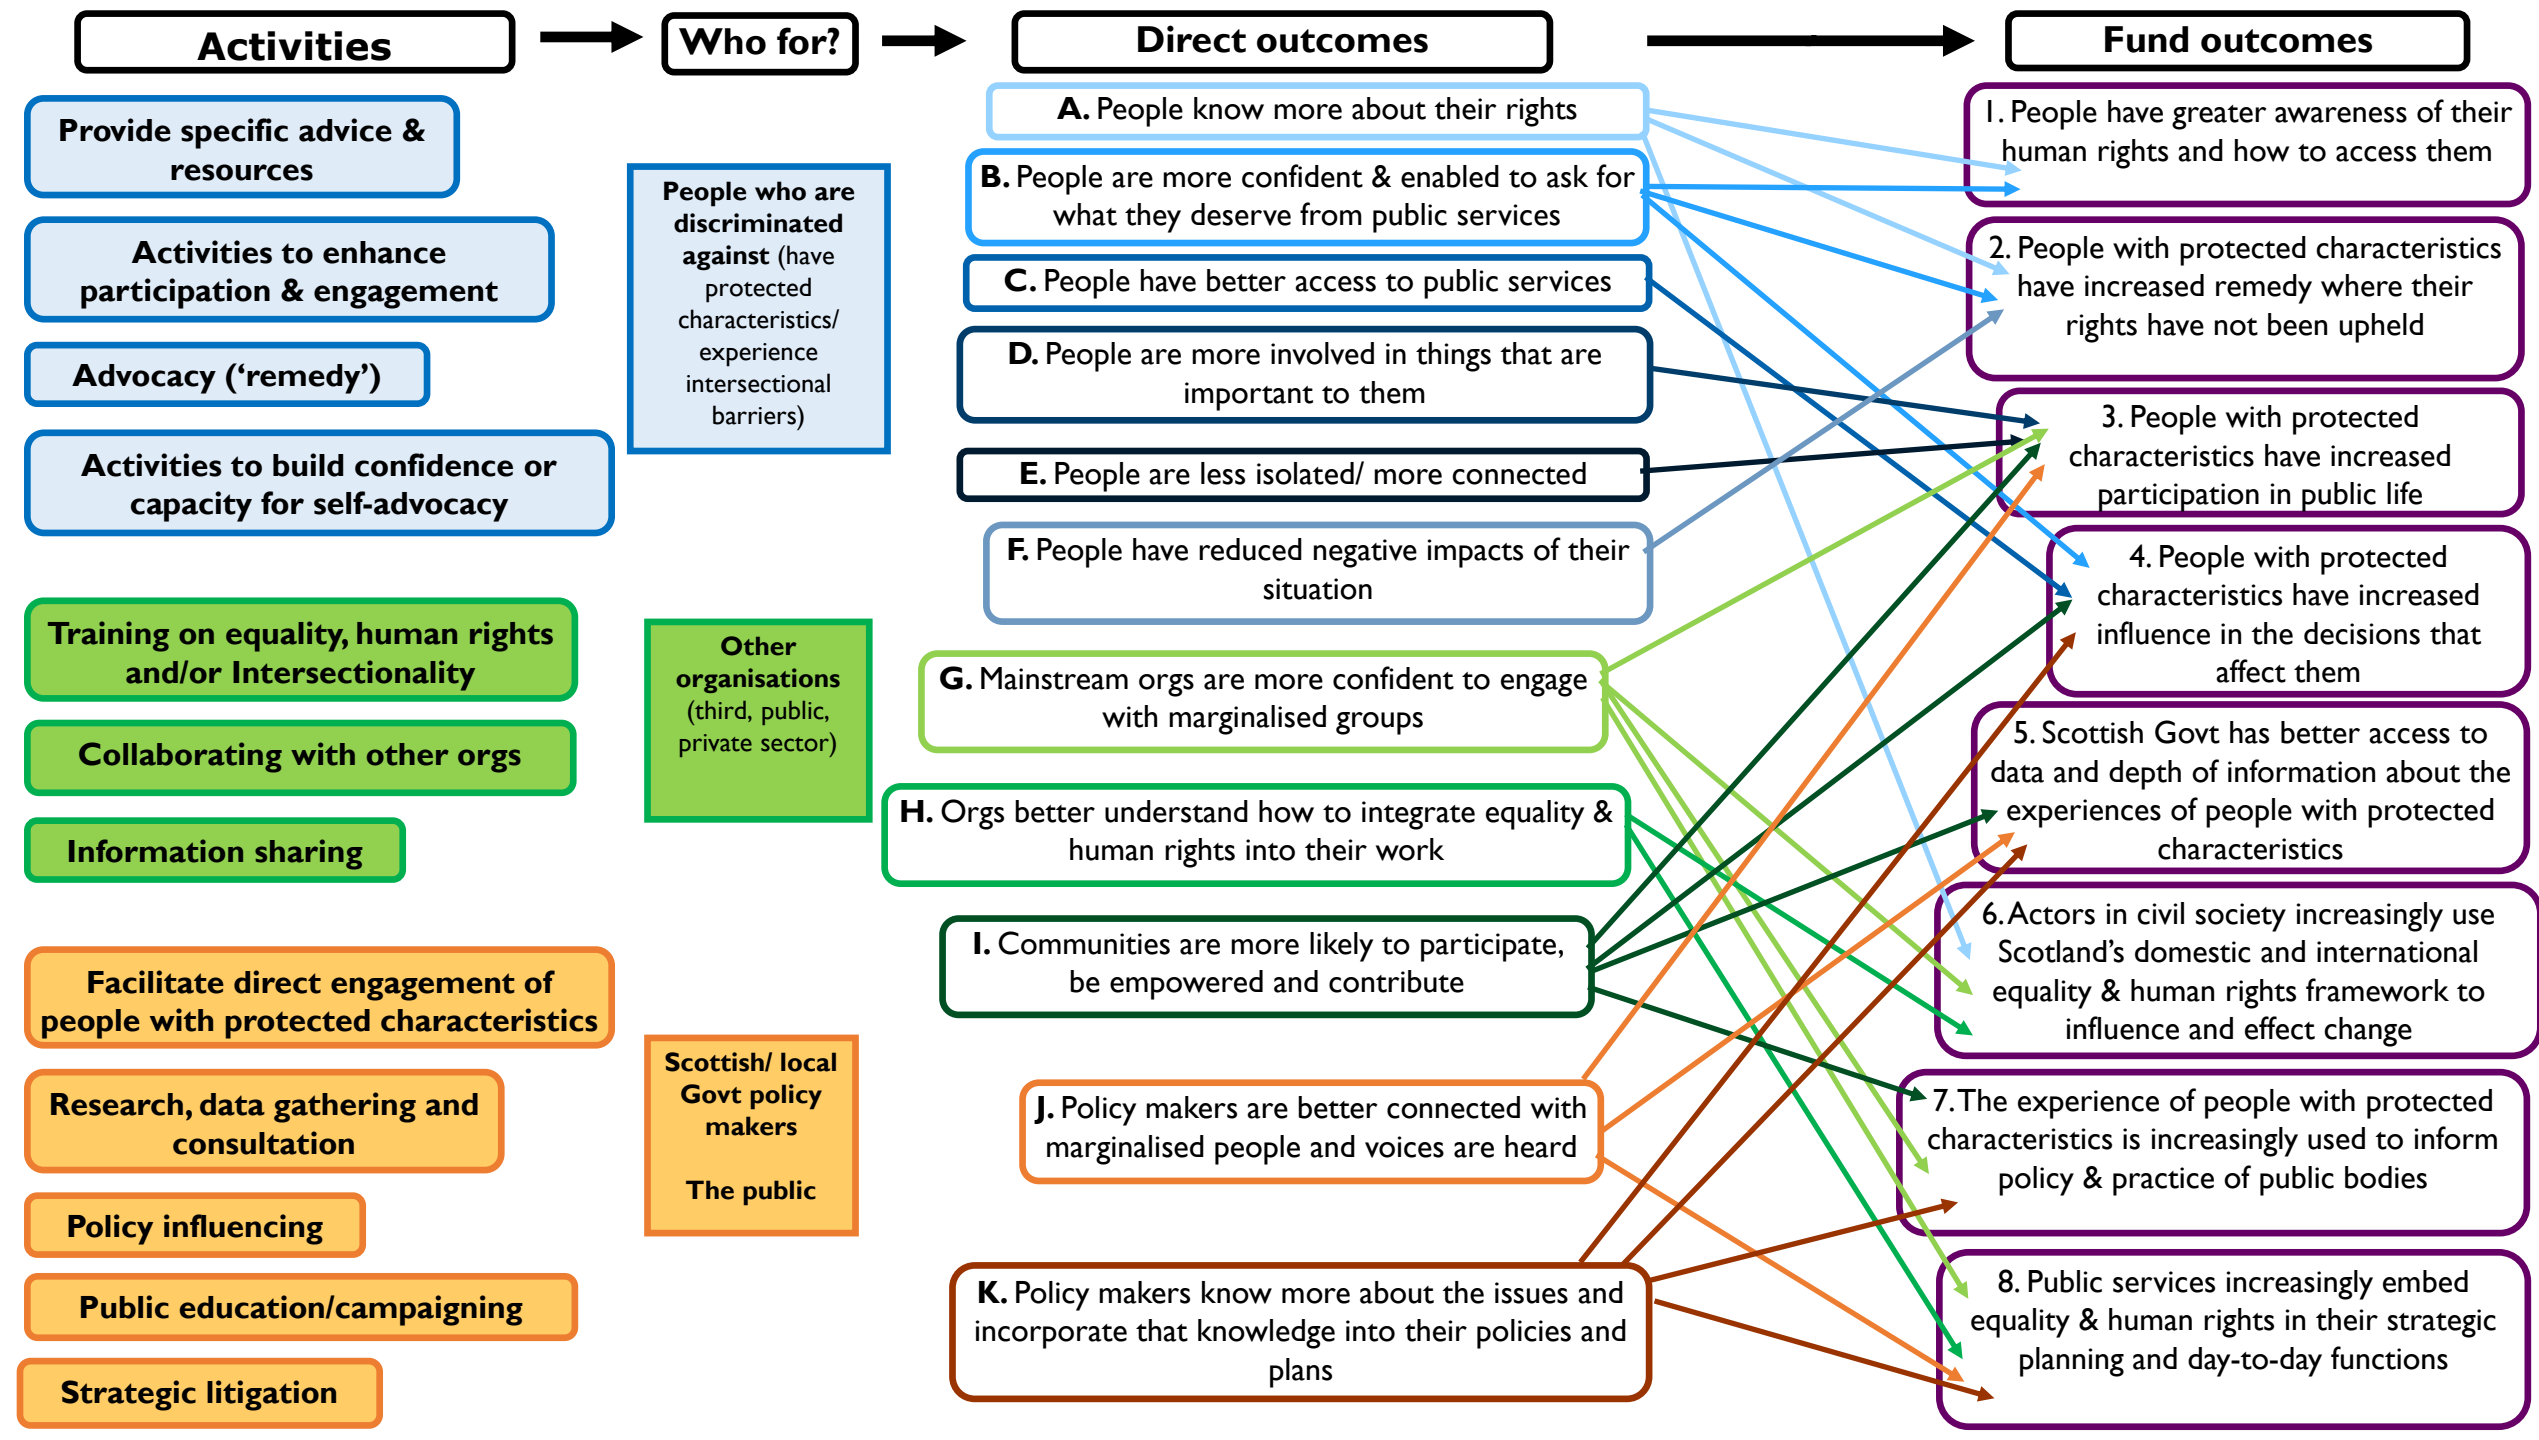 Activities
Who for?
Direct outcomes
Fund outcomes
Provide specific advice &
resources
Activities to enhance
participation & engagement
Advocacy (‘remedy’)
Activities to build confidence or
capacity for self-advocacy
Training on equality, human rights
and/or Intersectionality
Collaborating with other orgs
Information sharing
Facilitate direct engagement of
people with protected characteristics
Research, data gathering and
consultation
Policy influencing
Public education/campaigning
Strategic litigation
People who are
discriminated
against (have
protected
characteristics/
experience
intersectional
barriers)
Other
organisations
(third, public,
private sector)
Scottish/ local
Govt policy
makers
The public
A. People know more about their rights
B. People are more confident & enabled to ask for
what they deserve from public services
C. People have better access to public services
D. People are more involved in things that are
important to them
E. People are less isolated/ more connected
F. People have reduced negative impacts of their
situation
G. Mainstream orgs are more confident to engage
with marginalised groups
H. Orgs better understand how to integrate equality &
human rights into their work
I. Communities are more likely to participate,
be empowered and contribute
J. Policy makers are better connected with
marginalised people and voices are heard
K. Policy makers know more about the issues and
incorporate that knowledge into their policies and
plans
1. People have greater awareness of their
human rights and how to access them
2. People with protected characteristics
have increased remedy where their
rights have not been upheld
3. People with protected
characteristics have increased
participation in public life
4. People with protected
characteristics have increased
influence in the decisions that
affect them
5. Scottish Govt has better access to
data and depth of information about the
experiences of people with protected
characteristics
6. Actors in civil society increasingly use
Scotland’s domestic and international
equality & human rights framework to
influence and effect change
7. The experience of people with protected
characteristics is increasingly used to inform
policy & practice of public bodies
8. Public services increasingly embed
equality & human rights in their strategic
planning and day-to-day functions